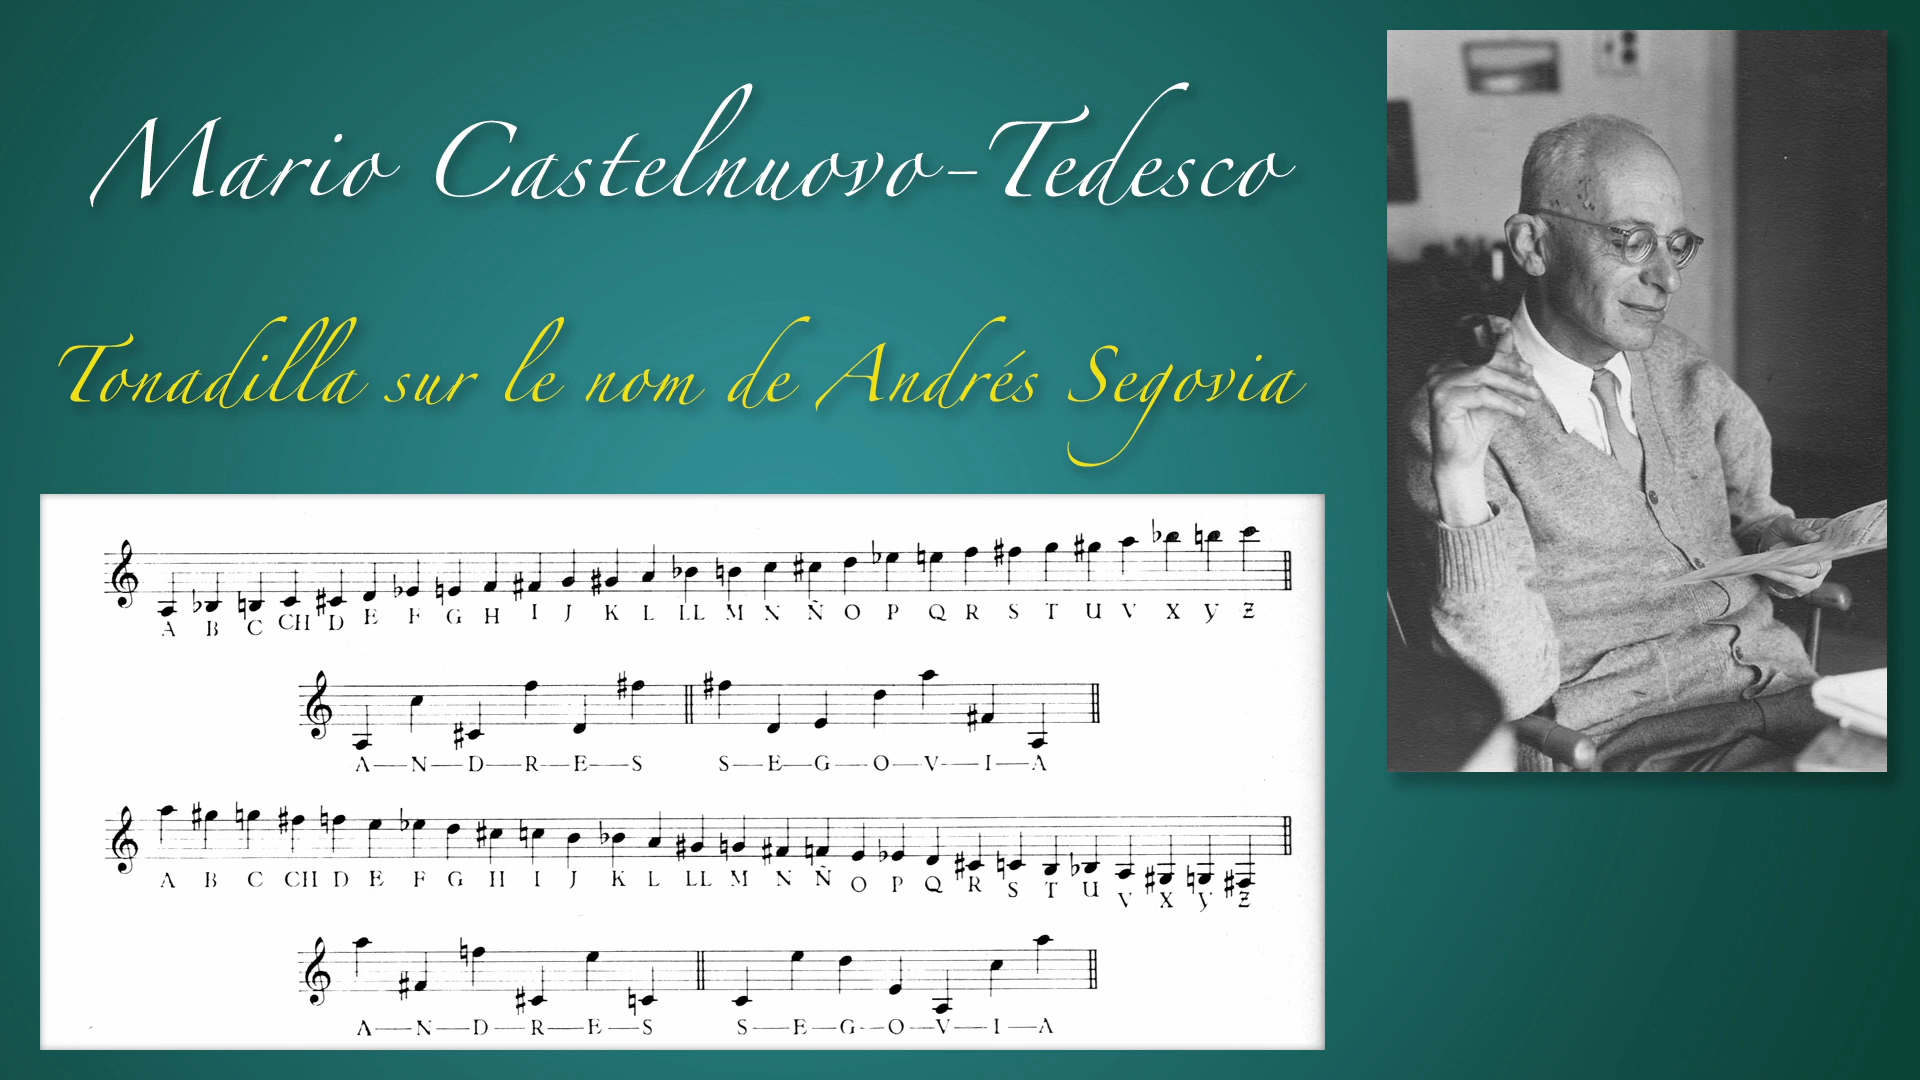 Mario Castelnuovo-Tedesco
Tonadilla sur le nom de Andrés Segovia
A B C CH D E F G H I J K L LL M N Ñ O P Q R S T U V X Y Z
A—N—D—R—E—S S—E—G—O—V—I—A
A B C CH D E F G H I J K L LL M N Ñ O P Q R S T U V X Y Z
A—N—D—R—E—S S—E—G—O—V—I—A